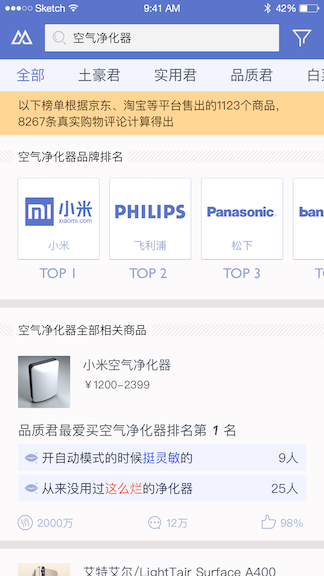 Sketch 9:41 AM 42%
空气净化器
全部 土豪君 实用君 品质君 白
以下榜单根据京东、淘宝等平台售出的1123个商品，
8267条真实购物评论计算得出
空气净化器品牌排名
mi 小米 PHILIPS Panasonic ban
xiaomi.com
小米 飞利浦 松下
TOP 1 TOP 2 TOP 3
空气净化器全部相关商品
小米空气净化器
￥1200-2399
品质君最爱买空气净化器排名第 1 名
开自动模式的时候挺灵敏的 9人
从来没用过这么烂的净化器 25人
2000万 12万 98%
艾特艾尔/LightTair Surface A400